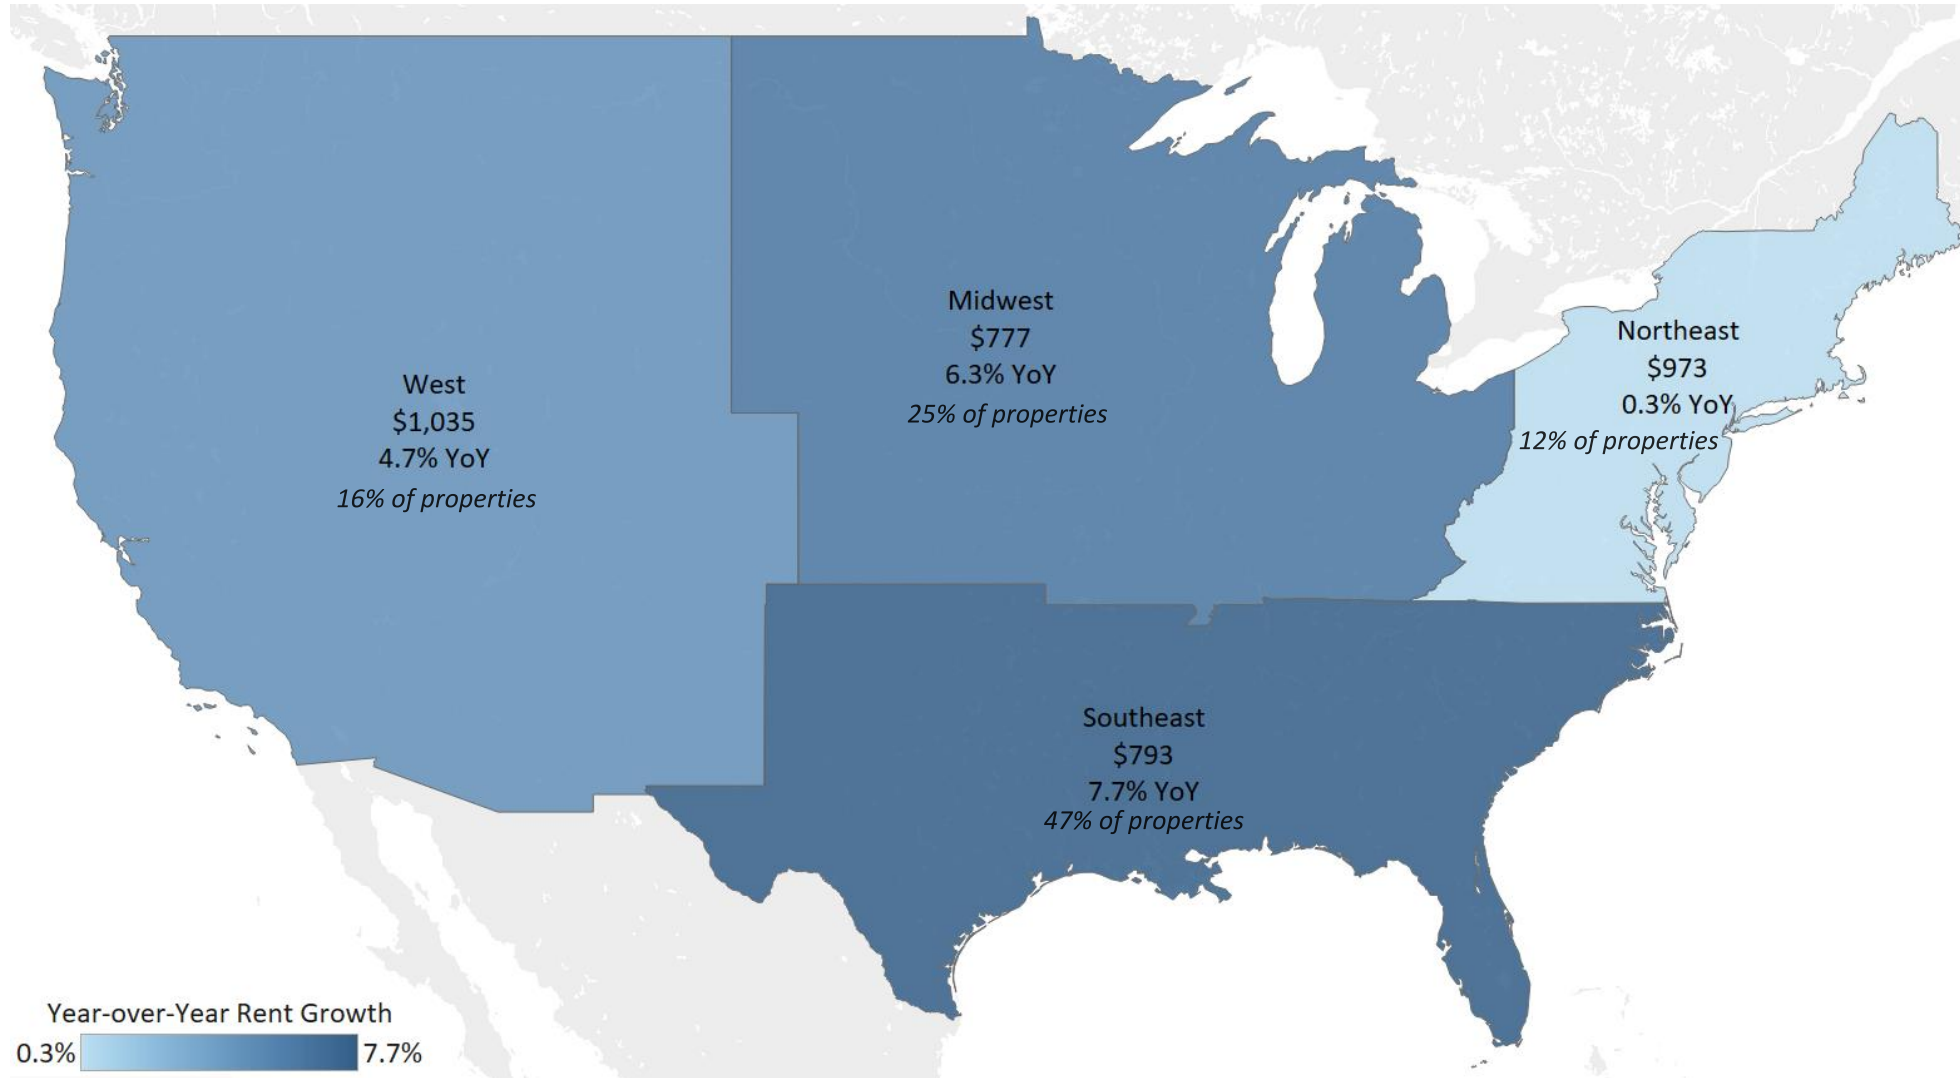 Midwest
$777
6.3% YoY
25% of properties
Northeast
$973
0.3% YoY
12% of properties
West
$1,035
4.7% YoY
16% of properties
Southeast
$793
7.7% YoY
47% of properties
Year-over-Year Rent Growth
0.3% 7.7%